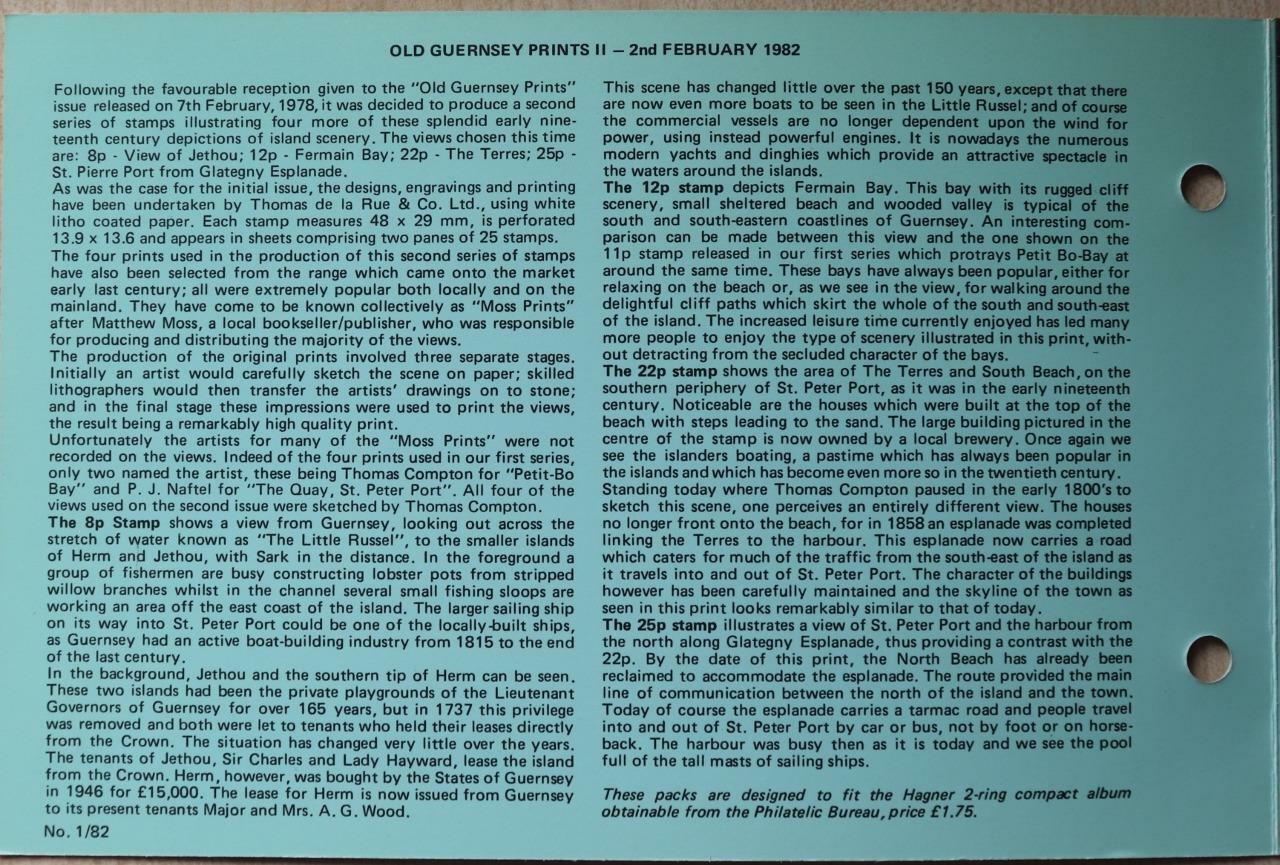 OLD GUERNSEY PRINTS II – 2nd FEBRUARY 1982
Following the favourable reception given to the "Old Guernsey Prints"
issue released on 7th February, 1978, it was decided to produce a second
series of stamps illustrating four more of these splendid early nine-
teenth century depictions of island scenery. The views chosen this time
are: 8p - View of Jethou; 12p - Fermain Bay; 22p - The Terres; 25p -
St. Pierre Port from Glategny Esplanade.
As was the case for the initial issue, the designs, engravings and printing
have been undertaken by Thomas de la Rue & Co. Ltd., using white
litho coated paper. Each stamp measures 48 x 29 mm, is perforated
13.9 x 13.6 and appears in sheets comprising two panes of 25 stamps.
The four prints used in the production of this second series of stamps
have also been selected from the range which came onto the market
early last century; all were extremely popular both locally and on the
mainland. They have come to be known collectively as "Moss Prints"
after Matthew Moss, a local bookseller/publisher, who was responsible
for producing and distributing the majority of the views.
The production of the original prints involved three separate stages.
Initially an artist would carefully sketch the scene on paper; skilled
lithographers would then transfer the artists' drawings on to stone;
and in the final stage these impressions were used to print the views,
the result being a remarkably high quality print.
Unfortunately the artists for many of the "Moss Prints" were not
recorded on the views. Indeed of the four prints used in our first series,
only two named the artist, these being Thomas Compton for "Petit-Bo
Bay" and P. J. Naftel for "The Quay, St. Peter Port". All four of the
views used on the second issue were sketched by Thomas Compton.
The 8p Stamp shows a view from Guernsey, looking out across the
stretch of water known as "The Little Russel", to the smaller islands
of Herm and Jethou, with Sark in the distance. In the foreground a
group of fishermen are busy constructing lobster pots from stripped
willow branches whilst in the channel several small fishing sloops are
working an area off the east coast of the island. The larger sailing ship
on its way into St. Peter Port could be one of the locally-built ships,
as Guernsey had an active boat-building industry from 1815 to the end
of the last century.
In the background, Jethou and the southern tip of Herm can be seen.
These two islands had been the private playgrounds of the Lieutenant
Governors of Guernsey for over 165 years, but in 1737 this privilege
was removed and both were let to tenants who held their leases directly
from the Crown. The situation has changed very little over the years.
The tenants of Jethou, Sir Charles and Lady Hayward, lease the island
from the Crown. Herm, however, was bought by the States of Guernsey
in 1946 for £15,000. The lease for Herm is now issued from Guernsey
to its present tenants Major and Mrs. A. G. Wood.
No. 1/82
This scene has changed little over the past 150 years, except that there
are now even more boats to be seen in the Little Russel; and of course
the commercial vessels are no longer dependent upon the wind for
power, using instead powerful engines. It is nowadays the numerous
modern yachts and dinghies which provide an attractive spectacle in
the waters around the islands.
The 12p stamp depicts Fermain Bay. This bay with its rugged cliff
scenery, small sheltered beach and wooded valley is typical of the
south and south-eastern coastlines of Guernsey. An interesting com-
parison can be made between this view and the one shown on the
11p stamp released in our first series which protrays Petit Bo-Bay at
around the same time. These bays have always been popular, either for
relaxing on the beach or, as we see in the view, for walking around the
delightful cliff paths which skirt the whole of the south and south-east
of the island. The increased leisure time currently enjoyed has led many
more people to enjoy the type of scenery illustrated in this print, with-
out detracting from the secluded character of the bays.
The 22p stamp shows the area of The Terres and South Beach, on the
southern periphery of St. Peter Port, as it was in the early nineteenth
century. Noticeable are the houses which were built at the top of the
beach with steps leading to the sand. The large building pictured in the
centre of the stamp is now owned by a local brewery. Once again we
see the islanders boating, a pastime which has always been popular in
the islands and which has become even more so in the twentieth century.
Standing today where Thomas Compton paused in the early 1800's to
sketch this scene, one perceives an entirely different view. The houses
no longer front onto the beach, for in 1858 an esplanade was completed
linking the Terres to the harbour. This esplanade now carries a road
which caters for much of the traffic from the south-east of the island as
it travels into and out of St. Peter Port. The character of the buildings
however has been carefully maintained and the skyline of the town as
seen in this print looks remarkably similar to that of today.
The 25p stamp illustrates a view of St. Peter Port and the harbour from
the north along Glategny Esplanade, thus providing a contrast with the
22p. By the date of this print, the North Beach has already been
reclaimed to accommodate the esplanade. The route provided the main
line of communication between the north of the island and the town.
Today of course the esplanade carries a tarmac road and people travel
into and out of St. Peter Port by car or bus, not by foot or on horse-
back. The harbour was busy then as it is today and we see the pool
full of the tall masts of sailing ships.
These packs are designed to fit the Hagner 2-ring compact album
obtainable from the Philatelic Bureau, price £1.75.